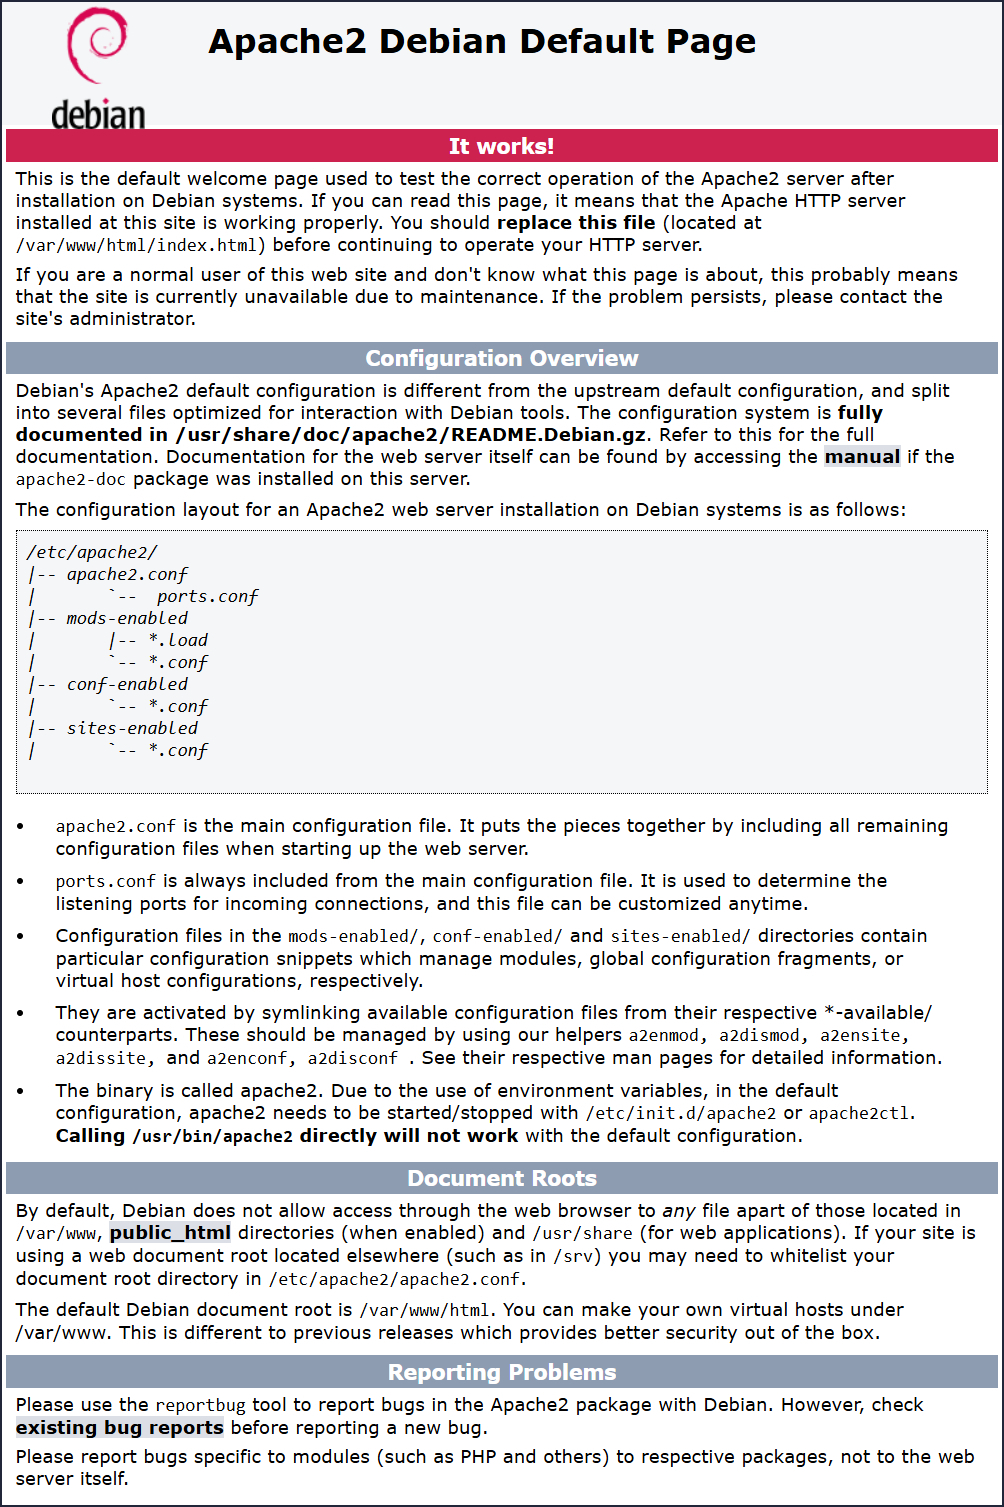 debian
Apache2 Debian Default Page
It works!
This is the default welcome page used to test the correct operation of the Apache2 server after
installation on Debian systems. If you can read this page, it means that the Apache HTTP server
installed at this site is working properly. You should replace this file (located at
/var/www/html/index.html) before continuing to operate your HTTP server.
If you are a normal user of this web site and don't know what this page is about, this probably means
that the site is currently unavailable due to maintenance. If the problem persists, please contact the
site's administrator.
Configuration Overview
Debian's Apache2 default configuration is different from the upstream default configuration, and split
into several files optimized for interaction with Debian tools. The configuration system is fully
documented in /usr/share/doc/apache2/README.Debian.gz. Refer to this for the full
documentation. Documentation for the web server itself can be found by accessing the manual if the
apache2-doc package was installed on this server.
The configuration layout for an Apache2 web server installation on Debian systems is as follows:
/etc/apache2/
|-- apache2.conf
|       `--  ports.conf
|-- mods-enabled
|       |-- *.load
|       `-- *.conf
|-- conf-enabled
|       `-- *.conf
|-- sites-enabled
|       `-- *.conf
• apache2.conf is the main configuration file. It puts the pieces together by including all remaining
configuration files when starting up the web server.
• ports.conf is always included from the main configuration file. It is used to determine the
listening ports for incoming connections, and this file can be customized anytime.
• Configuration files in the mods-enabled/, conf-enabled/ and sites-enabled/ directories contain
particular configuration snippets which manage modules, global configuration fragments, or
virtual host configurations, respectively.
• They are activated by symlinking available configuration files from their respective *-available/
counterparts. These should be managed by using our helpers a2enmod, a2dismod, a2ensite,
a2dissite, and a2enconf, a2disconf . See their respective man pages for detailed information.
• The binary is called apache2. Due to the use of environment variables, in the default
configuration, apache2 needs to be started/stopped with /etc/init.d/apache2 or apache2ctl.
Calling /usr/bin/apache2 directly will not work with the default configuration.
Document Roots
By default, Debian does not allow access through the web browser to any file apart of those located in
/var/www, public_html directories (when enabled) and /usr/share (for web applications). If your site is
using a web document root located elsewhere (such as in /srv) you may need to whitelist your
document root directory in /etc/apache2/apache2.conf.
The default Debian document root is /var/www/html. You can make your own virtual hosts under
/var/www. This is different to previous releases which provides better security out of the box.
Reporting Problems
Please use the reportbug tool to report bugs in the Apache2 package with Debian. However, check
existing bug reports before reporting a new bug.
Please report bugs specific to modules (such as PHP and others) to respective packages, not to the web
server itself.